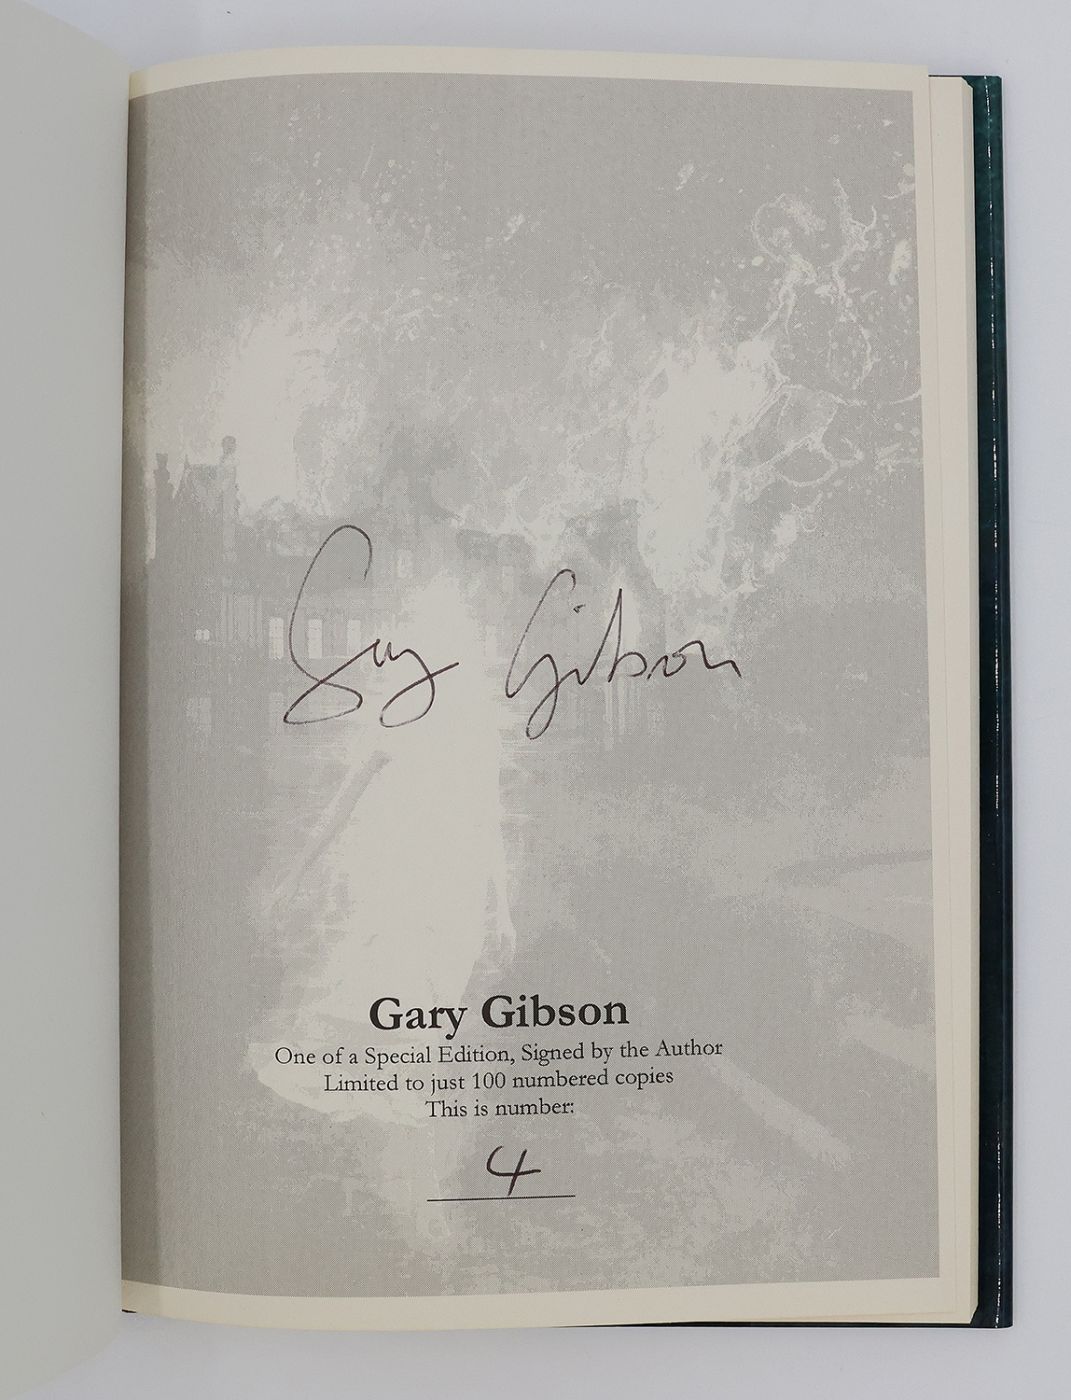 Gary Gibson
Gary Gibson
One of a Special Edition, Signed by the Author
Limited to just 100 numbered copies
This is number:
4